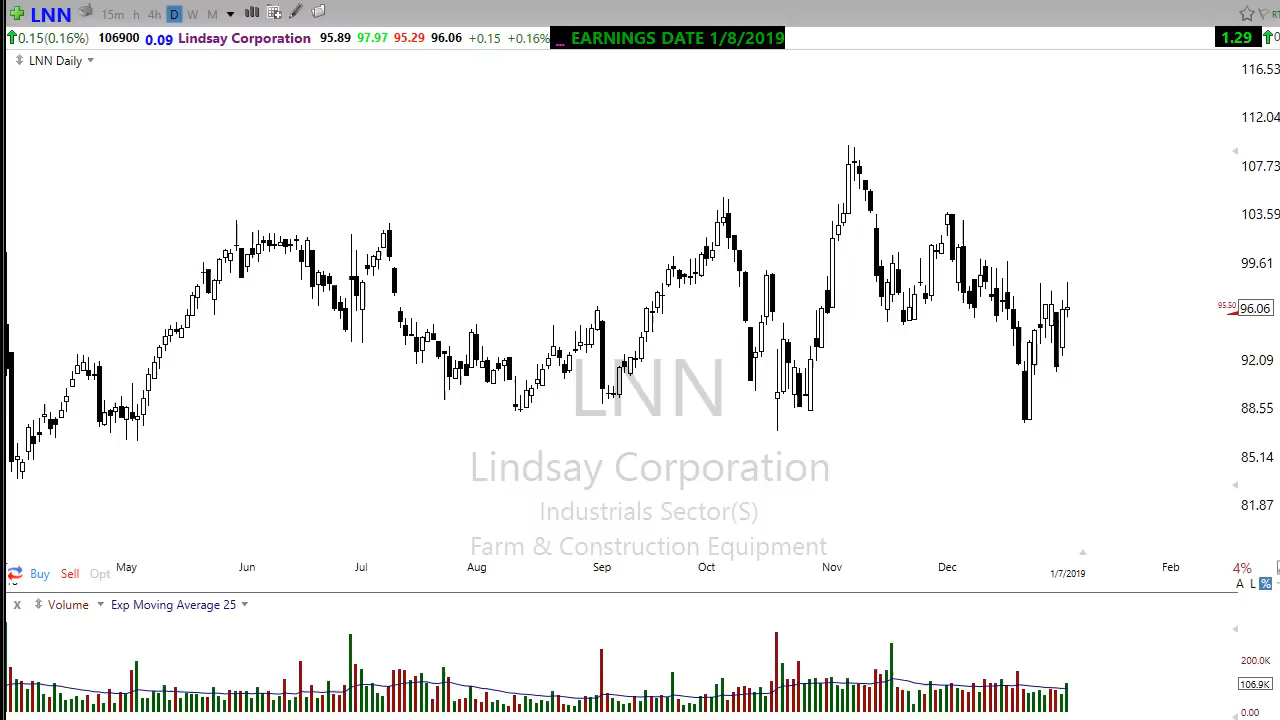 LNN 15m h 4h D W M
0.15(0.16%) 106900 0.09 Lindsay Corporation 95.89 97.97 95.29 96.06 +0.15 +0.16% ... EARNINGS DATE 1/8/2019 1.29
LNN Daily
116.53
112.04
107.73
103.59
99.61
95.50 96.06
92.09
88.55
85.14
81.87
LNN
Lindsay Corporation
Industrials Sector(S)
Farm & Construction Equipment
May Jun Jul Aug Sep Oct Nov Dec 1/7/2019 Feb
Buy Sell Opt 4%
A L %
x Volume Exp Moving Average 25
200.0K
106.9K
0.00